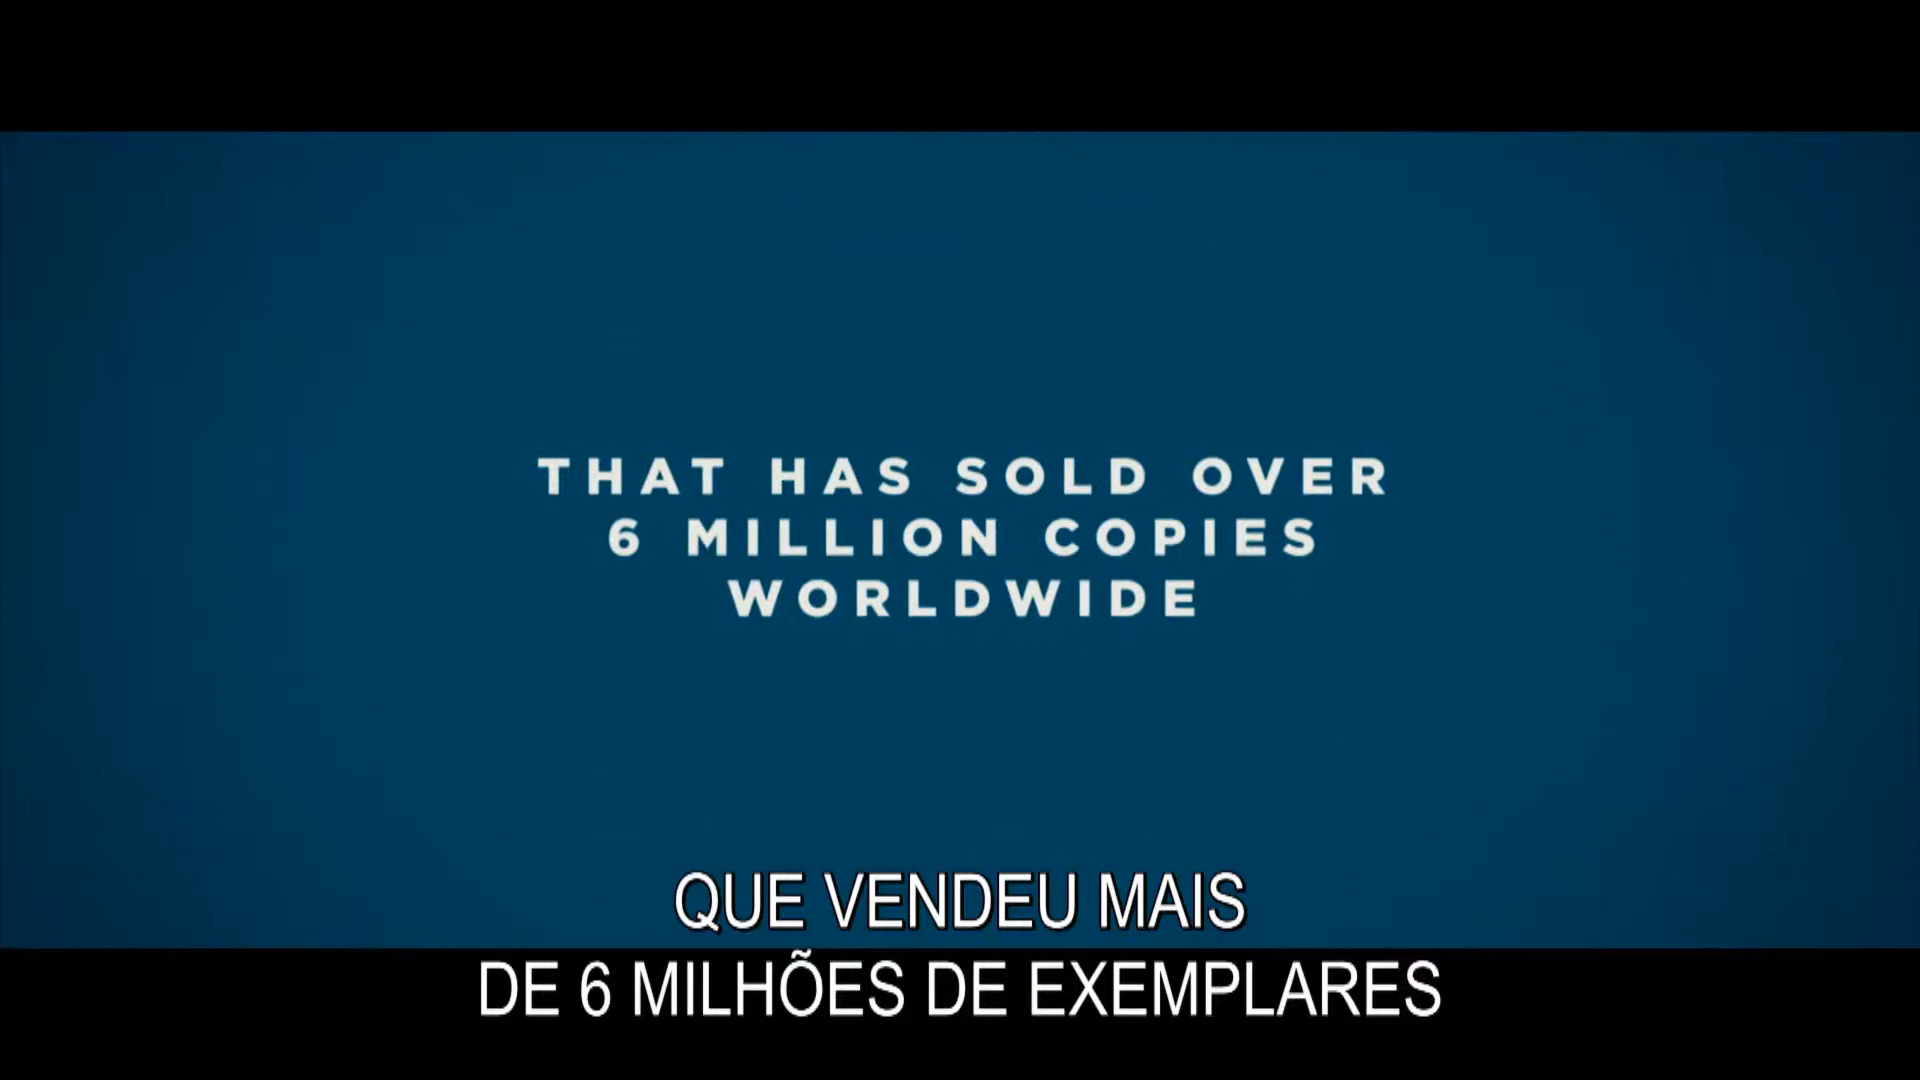 THAT HAS SOLD OVER
6 MILLION COPIES
WORLDWIDE
QUE VENDEU MAIS
DE 6 MILHÕES DE EXEMPLARES